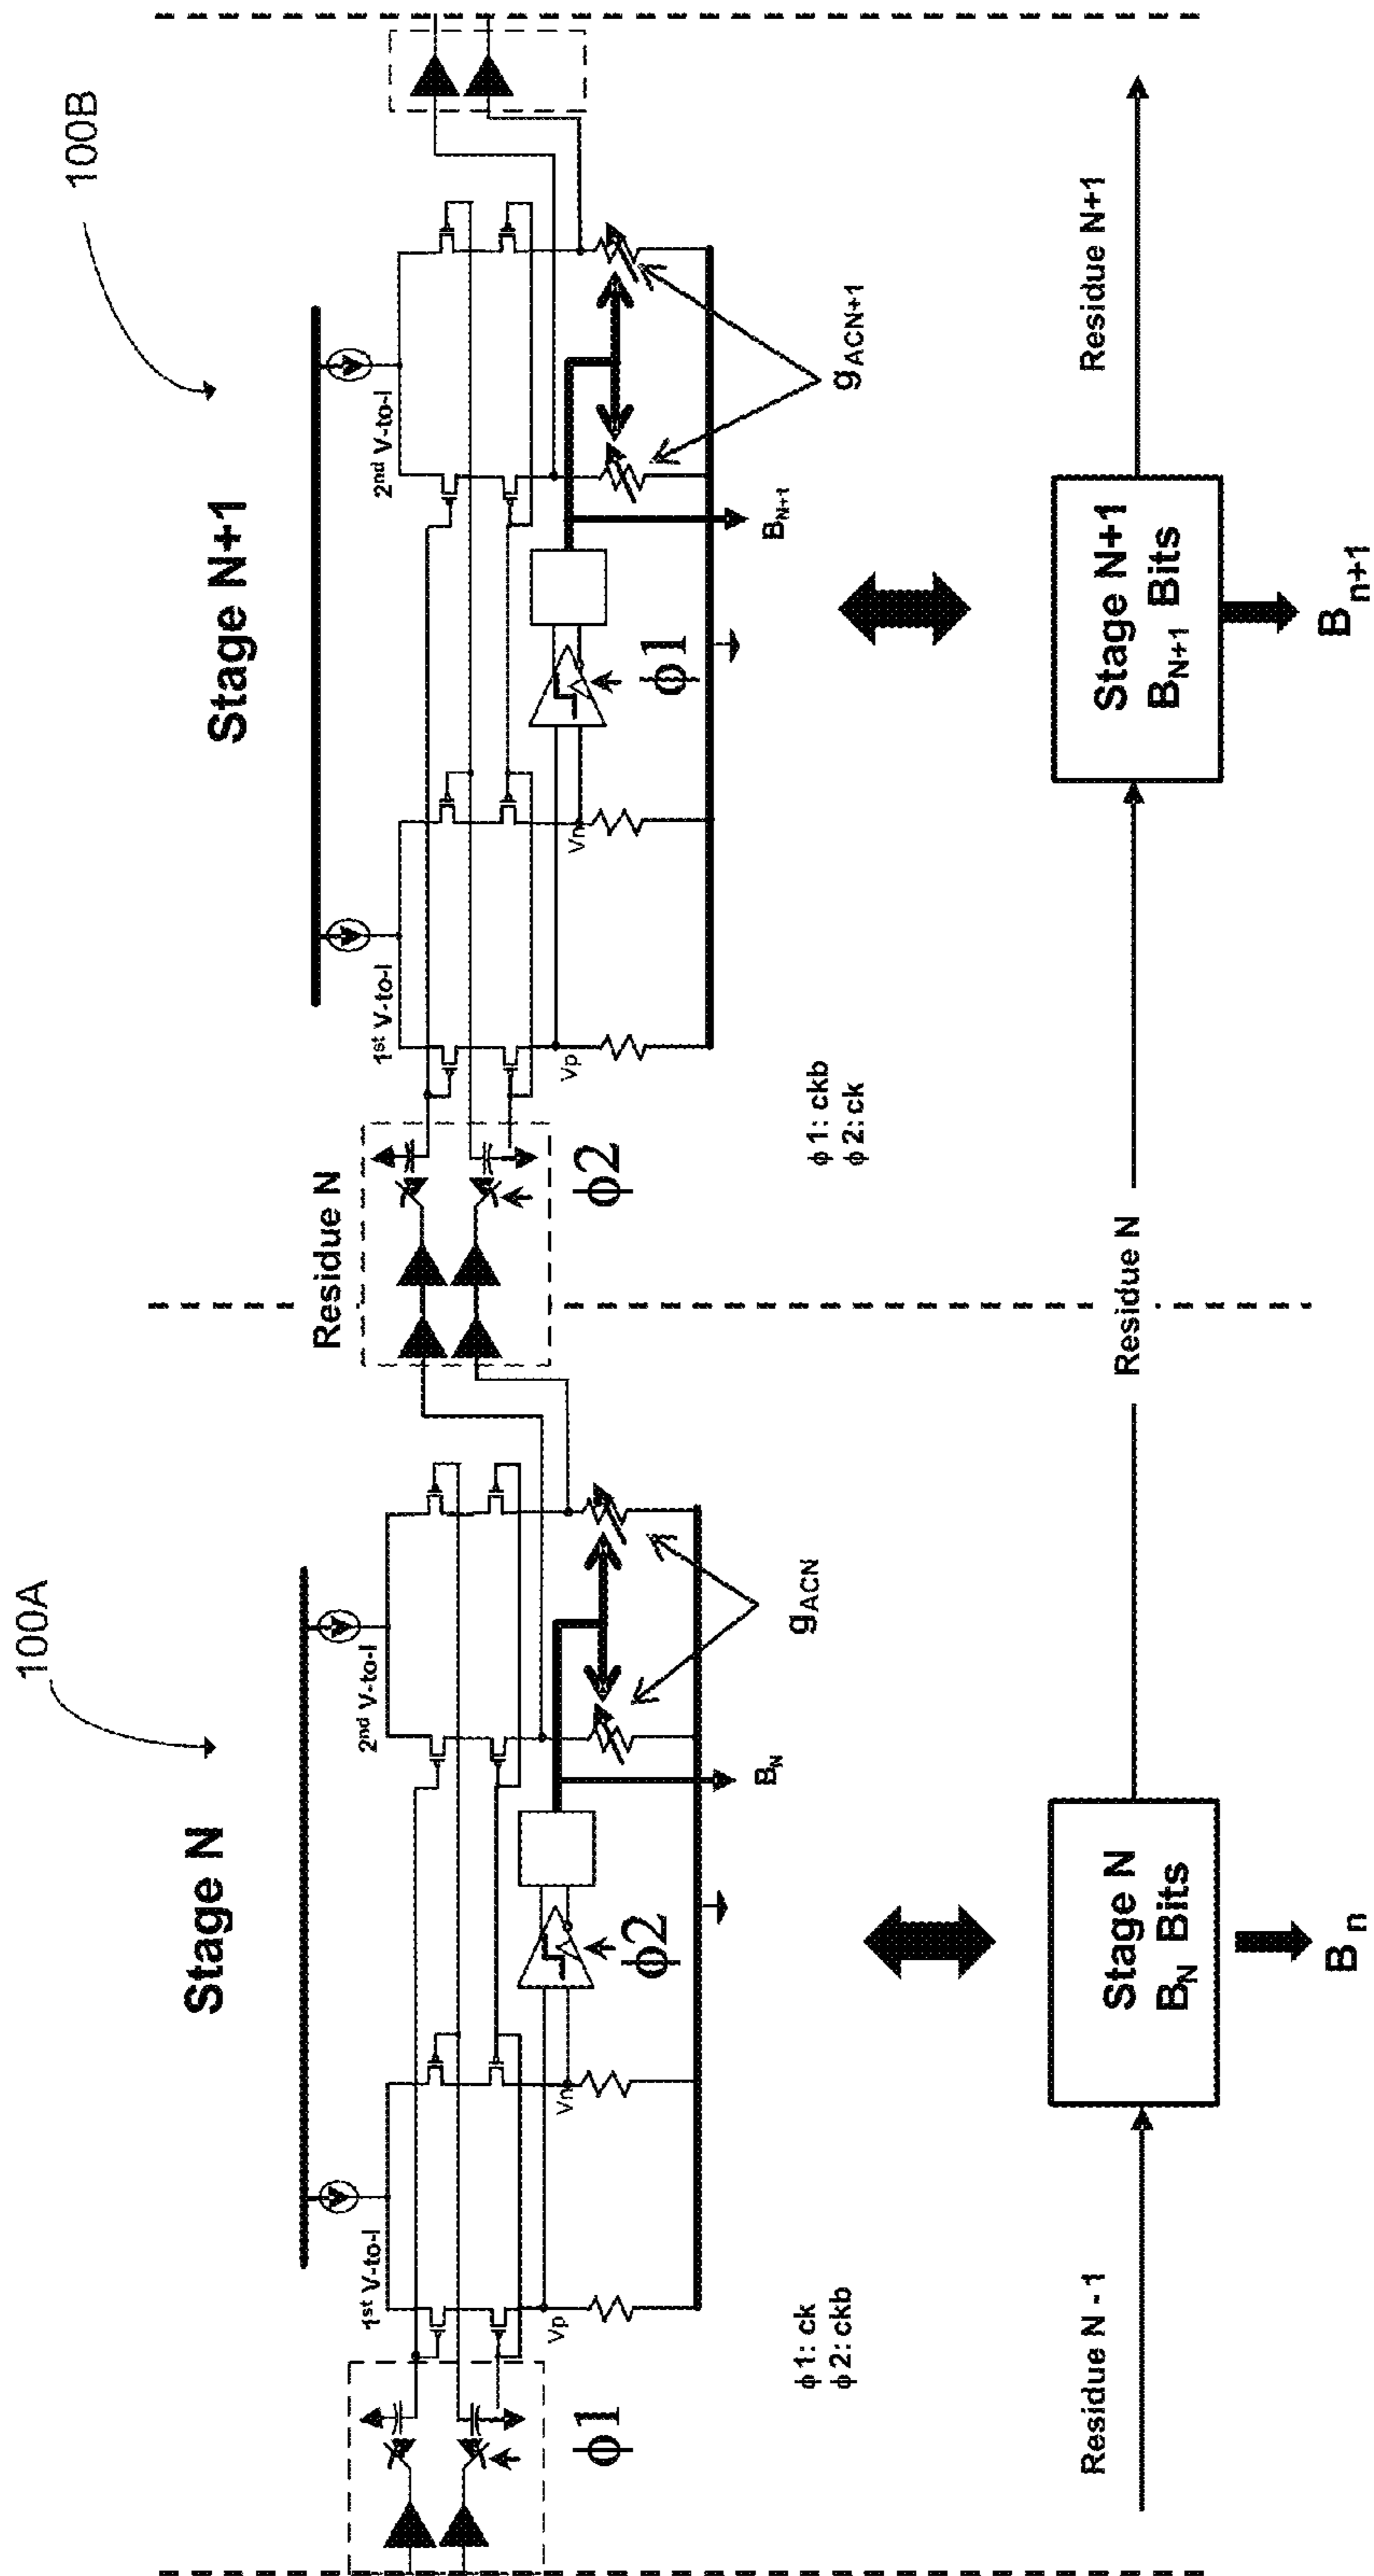 100A
100B
Stage N
Stage N+1
Residue N
1st V-to-I
2nd V-to-I
1st V-to-I
2nd V-to-I
Vp
Vn
Vp
Vn
ϕ1
ϕ2
ϕ2
ϕ1
BN
BN+1
gACN
gACN+1
ϕ1: ck
ϕ2: ckb
ϕ1: ckb
ϕ2: ck
Residue N - 1
Stage N
BN Bits
Residue N
Stage N+1
BN+1 Bits
Residue N+1
Bn
Bn+1